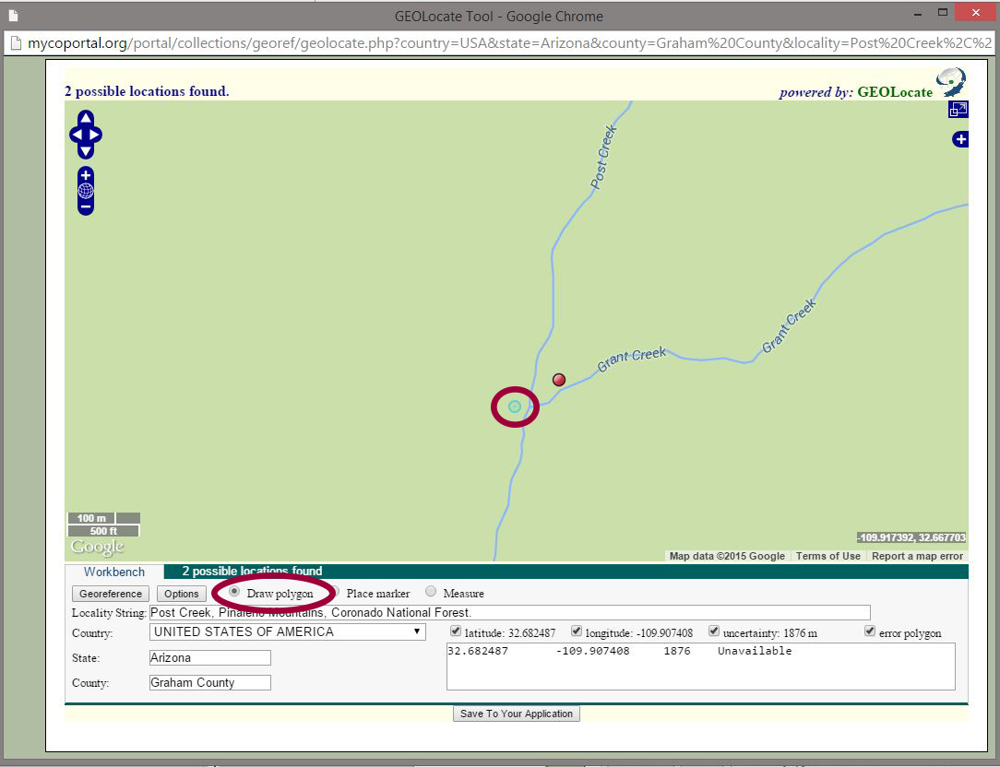 GEOLocate Tool - Google Chrome
mycoportal.org/portal/collections/georef/geolocate.php?country=USA&state=Arizona&county=Graham%20County&locality=Post%20Creek%2C%2
2 possible locations found.
powered by: GEOLocate
Post Creek
Grant Creek
Grant Creek
100 m
500 ft
Google
-109.917392, 32.667703
Map data ©2015 Google Terms of Use Report a map error
Workbench 2 possible locations found
Georeference Options Draw polygon Place marker Measure
Locality String: Post Creek, Pinaleno Mountains, Coronado National Forest.
Country: UNITED STATES OF AMERICA latitude: 32.682487 longitude: -109.907408 uncertainty: 1876 m error polygon
32.682487 -109.907408 1876 Unavailable
State: Arizona
County: Graham County
Save To Your Application